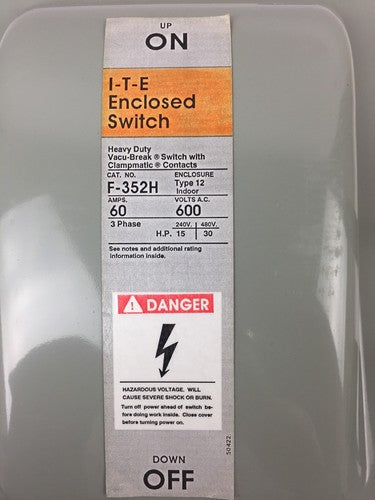 UP
ON
I-T-E
Enclosed
Switch
Heavy Duty
Vacu-Break ® Switch with
Clampmatic ® Contacts
CAT. NO. ENCLOSURE
F-352H Type 12
Indoor
AMPS. VOLTS A.C.
60 600
3 Phase 240V. 480V.
H.P. 15 30
See notes and additional rating
information inside.
DANGER
HAZARDOUS VOLTAGE. WILL
CAUSE SEVERE SHOCK OR BURN.
Turn off power ahead of switch be-
fore doing work inside. Close cover
before turning power on.
50422
DOWN
OFF